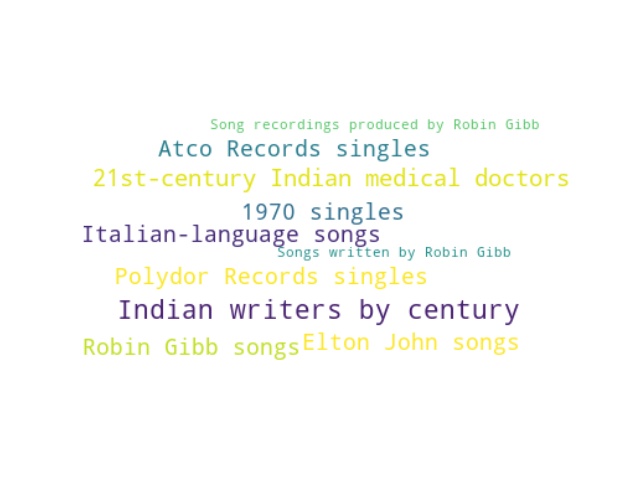 Song recordings produced by Robin Gibb
Atco Records singles
21st-century Indian medical doctors
1970 singles
Italian-language songs
Songs written by Robin Gibb
Polydor Records singles
Indian writers by century
Robin Gibb songs
Elton John songs